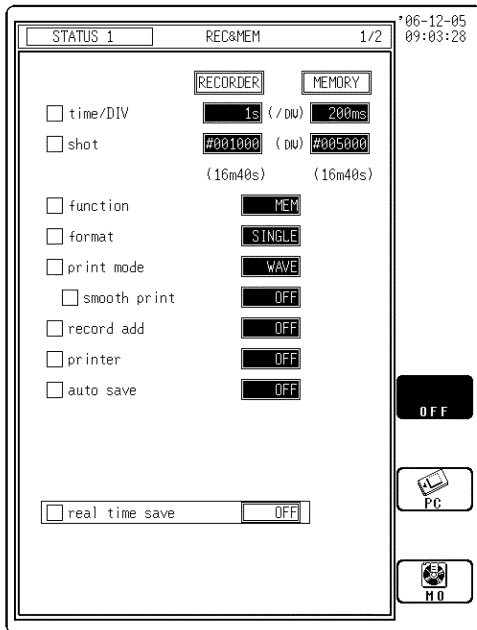 '06-12-05
STATUS 1 REC&MEM 1/2 09:03:28
RECORDER MEMORY
time/DIV 1s (/DIV) 200ms
shot #001000 (DIV) #005000
(16m40s) (16m40s)
function MEM
format SINGLE
print mode WAVE
smooth print OFF
record add OFF
printer OFF
auto save OFF
OFF
PC
real time save OFF
MO